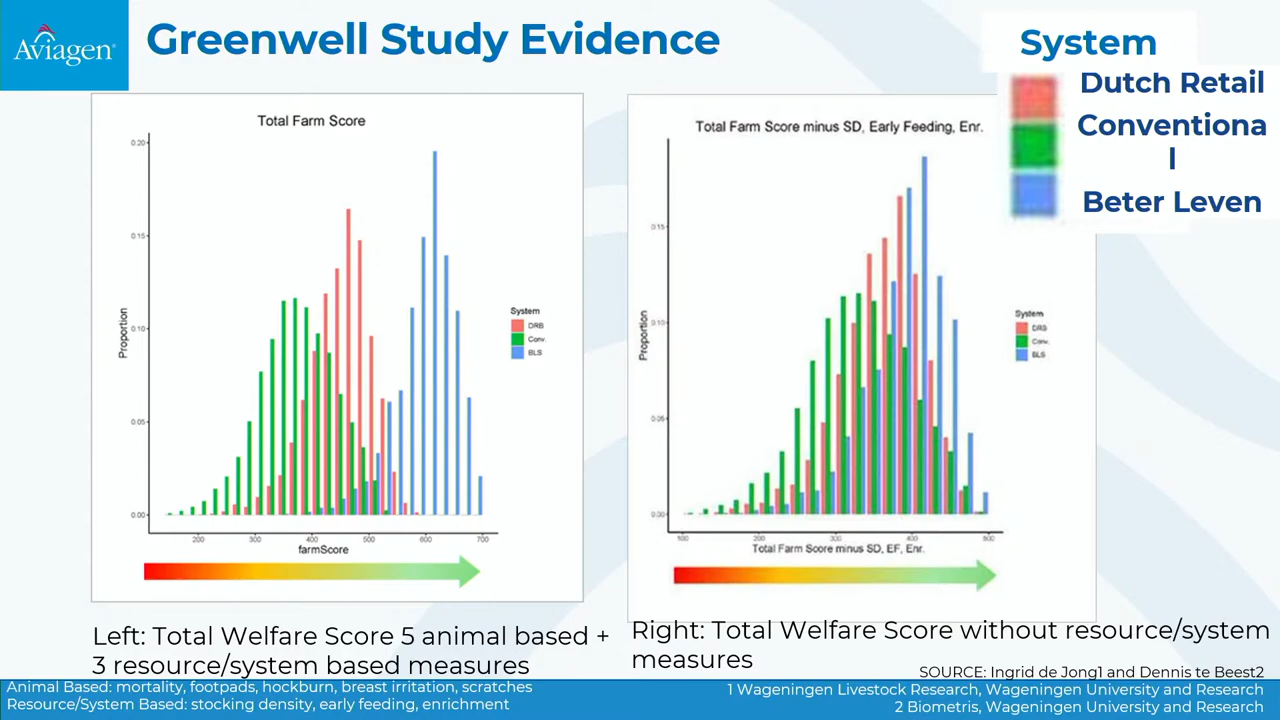 Aviagen®
Greenwell Study Evidence
System
Dutch Retail
Conventiona
l
Beter Leven
Total Farm Score
0.20
0.15
0.10
0.05
0.00
Proportion
200
300
400
500
600
700
farmScore
System
DRB
Conv.
BLS
Total Farm Score minus SD, Early Feeding, Enr.
0.15
0.10
0.05
0.00
Proportion
100
200
300
400
500
Total Farm Score minus SD, EF, Enr.
System
DRB
Conv.
BLS
Left: Total Welfare Score 5 animal based +
3 resource/system based measures
Right: Total Welfare Score without resource/system
measures
SOURCE: Ingrid de Jong1 and Dennis te Beest2
Animal Based: mortality, footpads, hockburn, breast irritation, scratches
Resource/System Based: stocking density, early feeding, enrichment
1 Wageningen Livestock Research, Wageningen University and Research
2 Biometris, Wageningen University and Research